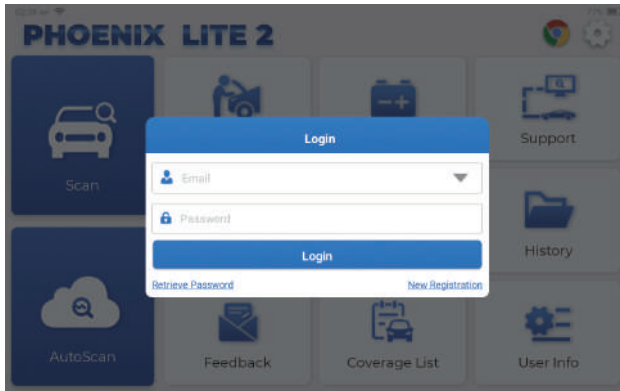 PHOENIX LITE 2
Login
Support
Email
Scan
Password
Login
History
Retrieve Password
New Registration
AutoScan
Feedback
Coverage List
User Info